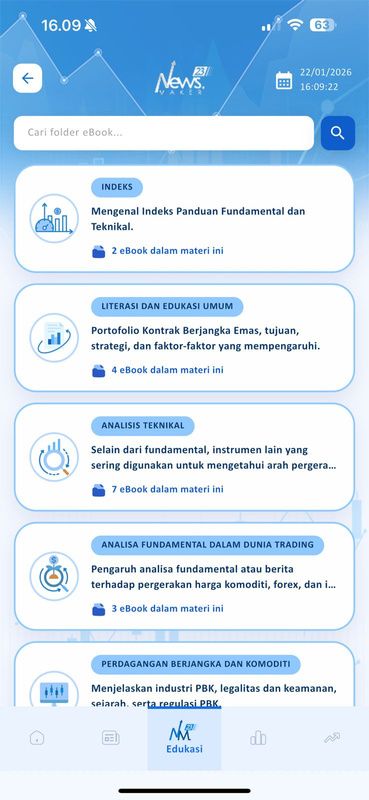 16.09
63
News
23
MAKER
22/01/2026
16:09:22
Cari folder eBook...
INDEKS
Mengenal Indeks Panduan Fundamental dan
Teknikal.
2 eBook dalam materi ini
LITERASI DAN EDUKASI UMUM
Portofolio Kontrak Berjangka Emas, tujuan,
strategi, dan faktor-faktor yang mempengaruhi.
4 eBook dalam materi ini
ANALISIS TEKNIKAL
Selain dari fundamental, instrumen lain yang
sering digunakan untuk mengetahui arah pergera...
7 eBook dalam materi ini
ANALISA FUNDAMENTAL DALAM DUNIA TRADING
Pengaruh analisa fundamental atau berita
terhadap pergerakan harga komoditi, forex, dan i...
3 eBook dalam materi ini
PERDAGANGAN BERJANGKA DAN KOMODITI
Menjelaskan industri PBK, legalitas dan keamanan,
sejarah, serta regulasi PBK.
NM 23
Edukasi